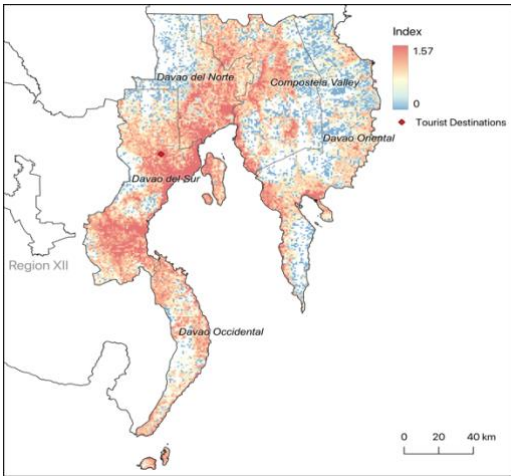 Index
1.57
0
Tourist Destinations
Davao del Norte
Compostela Valley
Davao Oriental
Davao del Sur
Region XII
Davao Occidental
0 20 40 km